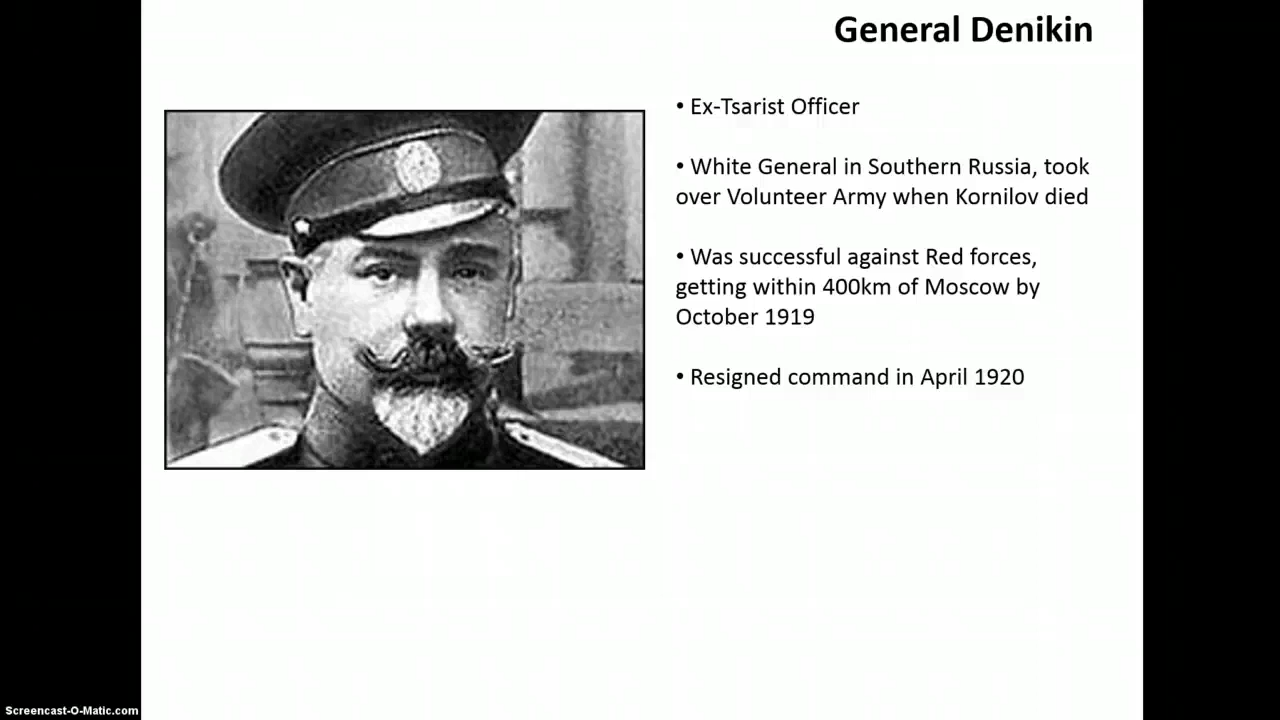 General Denikin
• Ex-Tsarist Officer
• White General in Southern Russia, took
over Volunteer Army when Kornilov died
• Was successful against Red forces,
getting within 400km of Moscow by
October 1919
• Resigned command in April 1920
Screencast-O-Matic.com